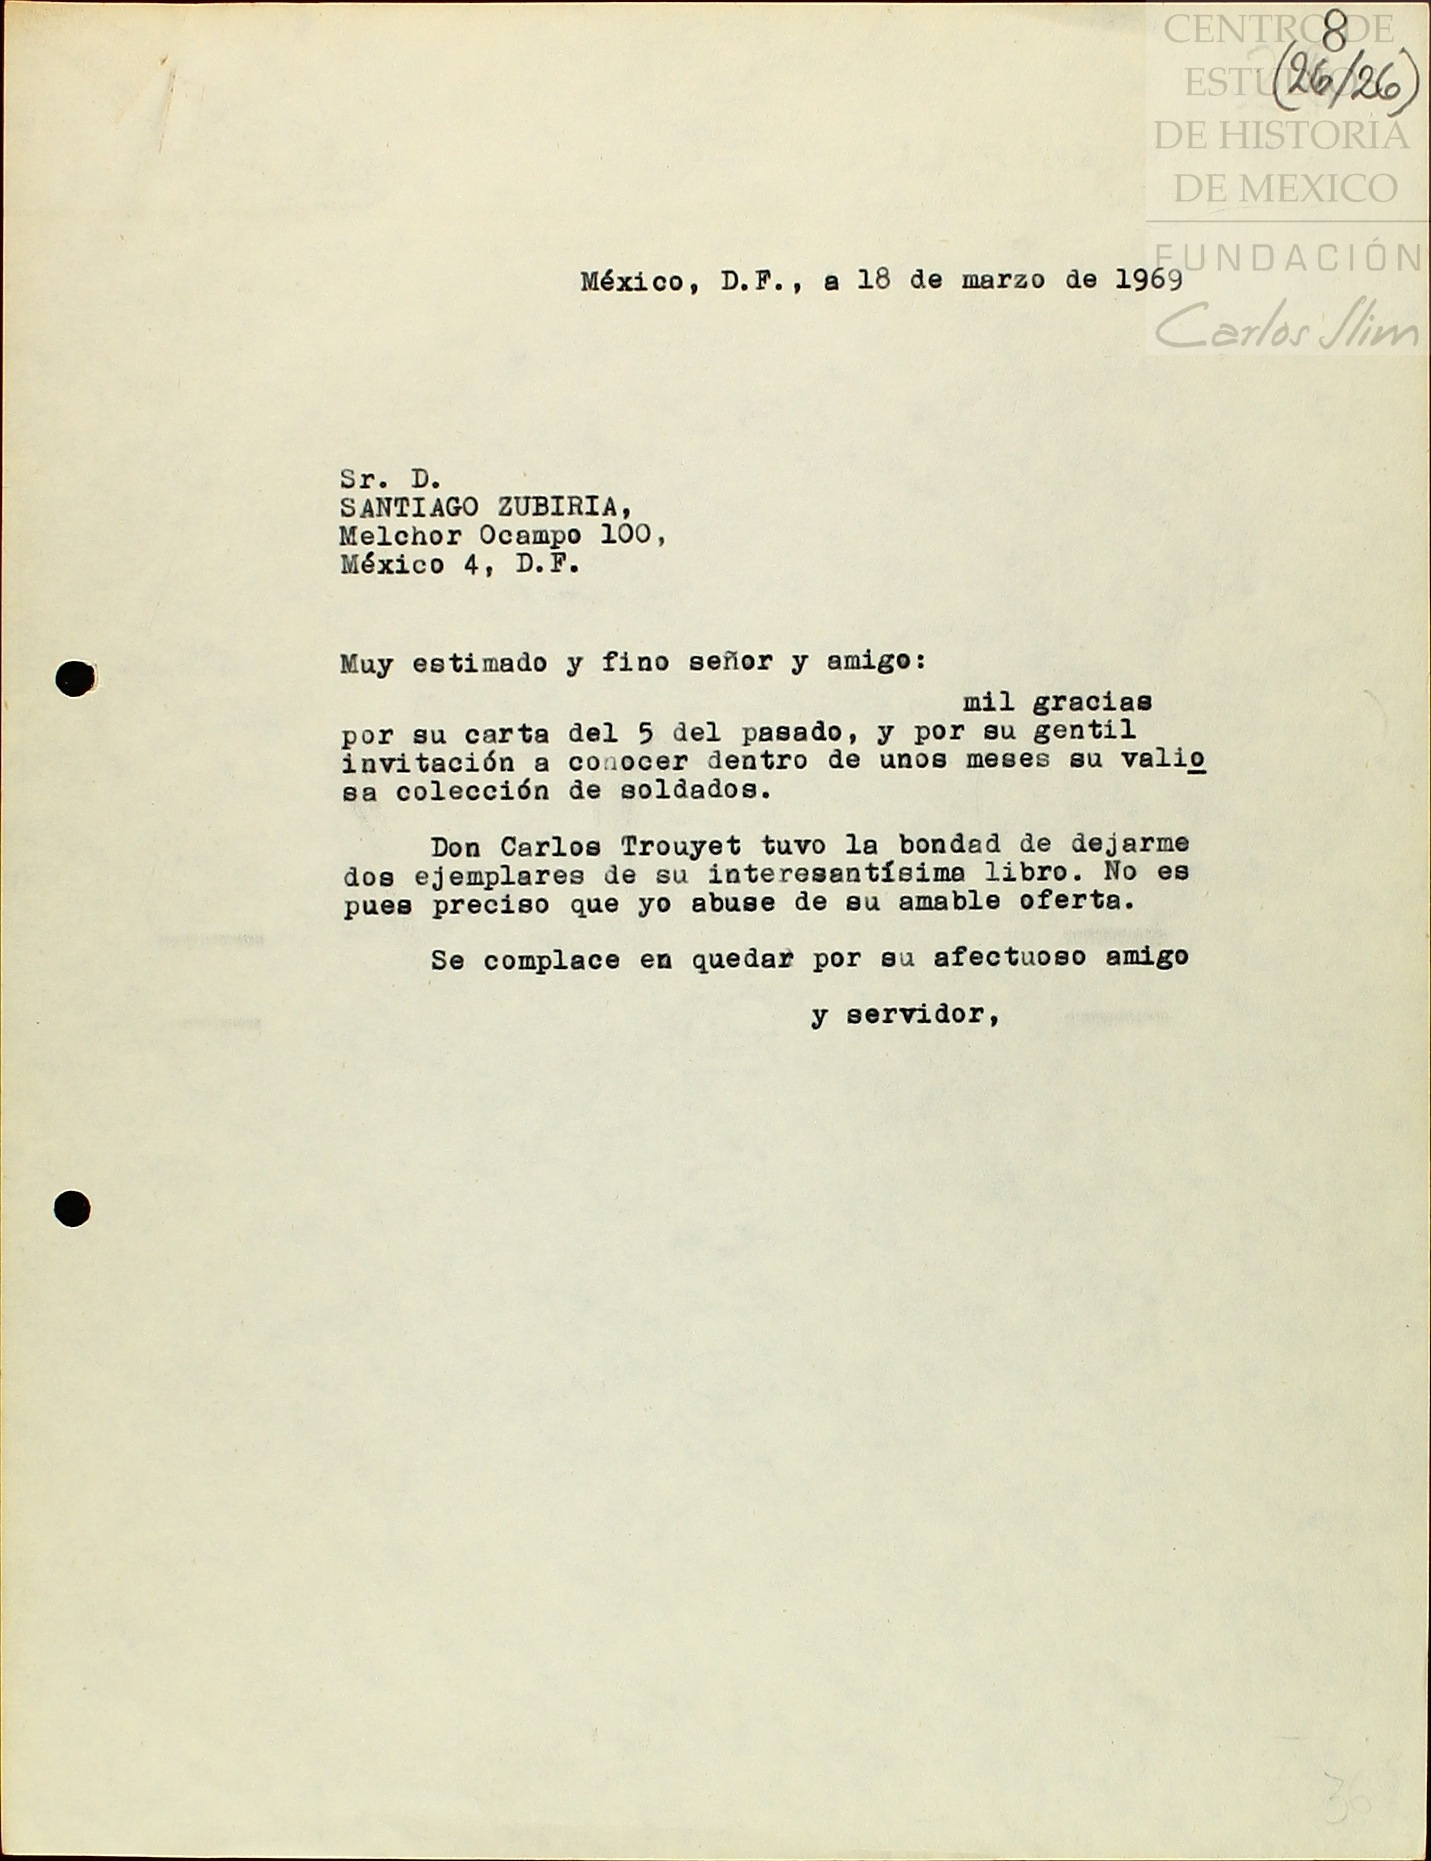 8
(26/26)
CENTRO DE
ESTUDIOS
DE HISTORIA
DE MEXICO
FUNDACIÓN
Carlos Slim
México, D.F., a 18 de marzo de 1969
Sr. D.
SANTIAGO ZUBIRIA,
Melchor Ocampo 100,
México 4, D.F.
Muy estimado y fino señor y amigo:
mil gracias
por su carta del 5 del pasado, y por su gentil
invitación a conocer dentro de unos meses su valio
sa colección de soldados.
Don Carlos Trouyet tuvo la bondad de dejarme
dos ejemplares de su interesantísima libro. No es
pues preciso que yo abuse de su amable oferta.
Se complace en quedar por su afectuoso amigo
y servidor,
36